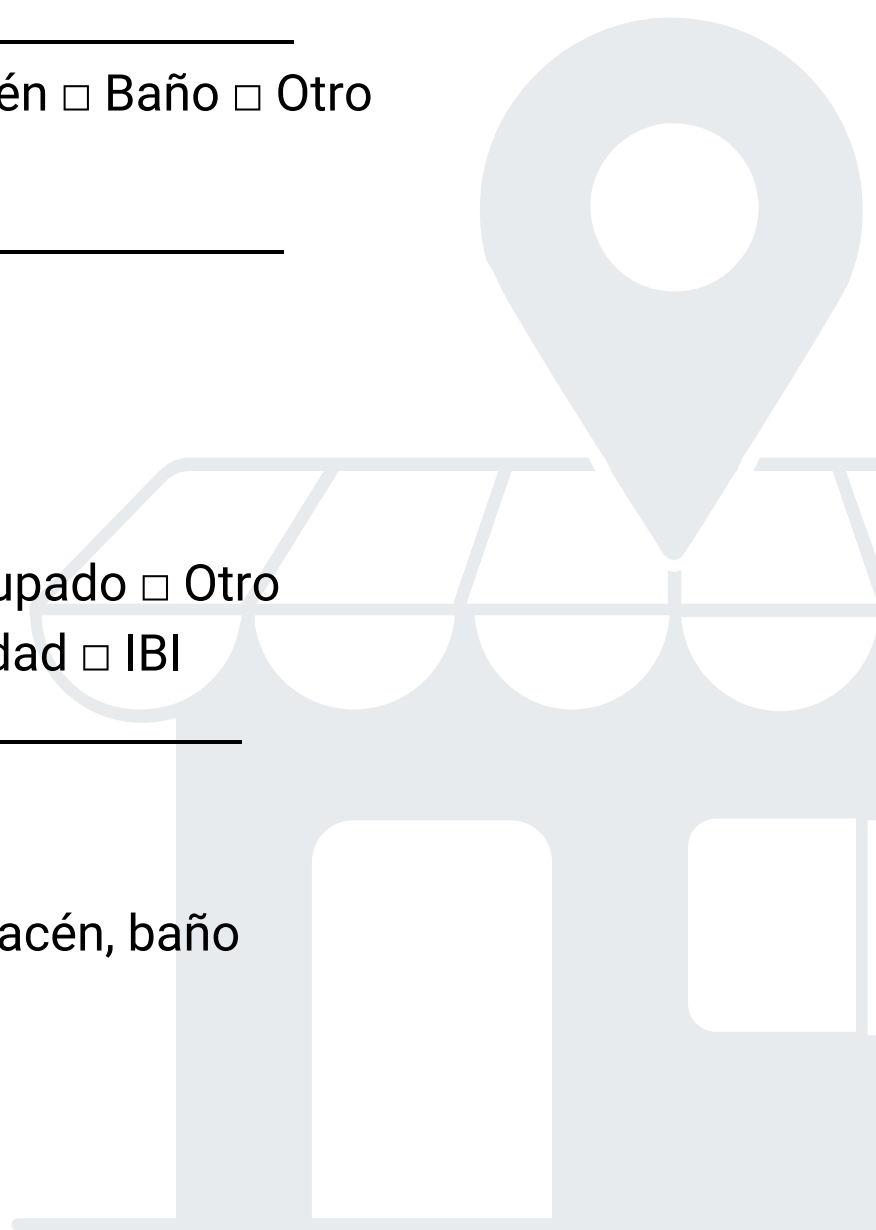 én □ Baño □ Otro
upado □ Otro
dad □ IBI
acén, baño